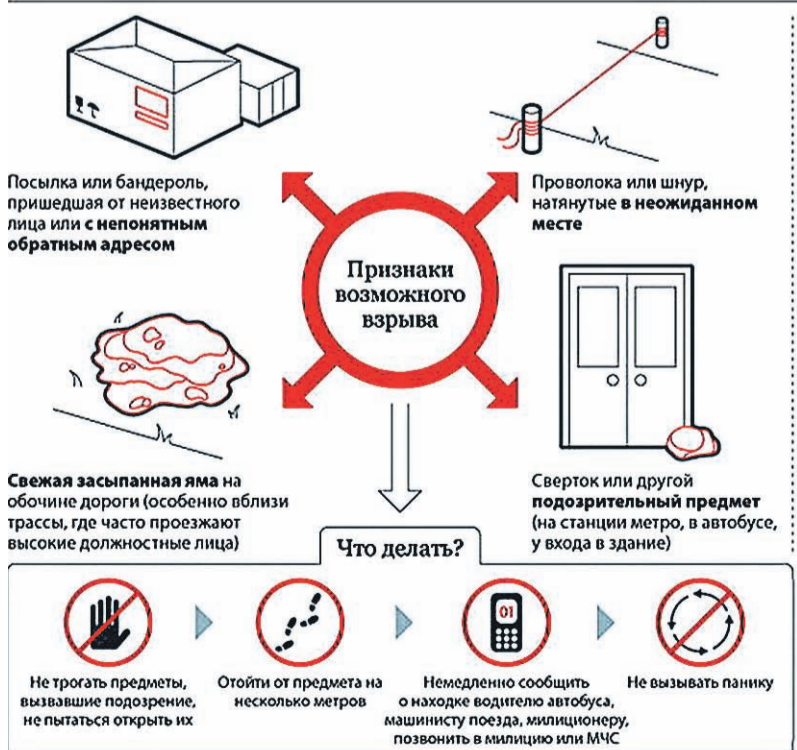 Посылка или бандероль,
пришедшая от неизвестного
лица или с непонятным
обратным адресом
Проволока или шнур,
натянутые в неожиданном
месте
Признаки
возможного
взрыва
Свежая засыпанная яма на
обочине дороги (особенно вблизи
трассы, где часто проезжают
высокие должностные лица)
Сверток или другой
подозрительный предмет
(на станции метро, в автобусе,
у входа в здание)
Что делать?
Не трогать предметы,
вызвавшие подозрение,
не пытаться открыть их
Отойти от предмета на
несколько метров
01
Немедленно сообщить
о находке водителю автобуса,
машинисту поезда, милиционеру,
позвонить в милицию или МЧС
Не вызывать панику